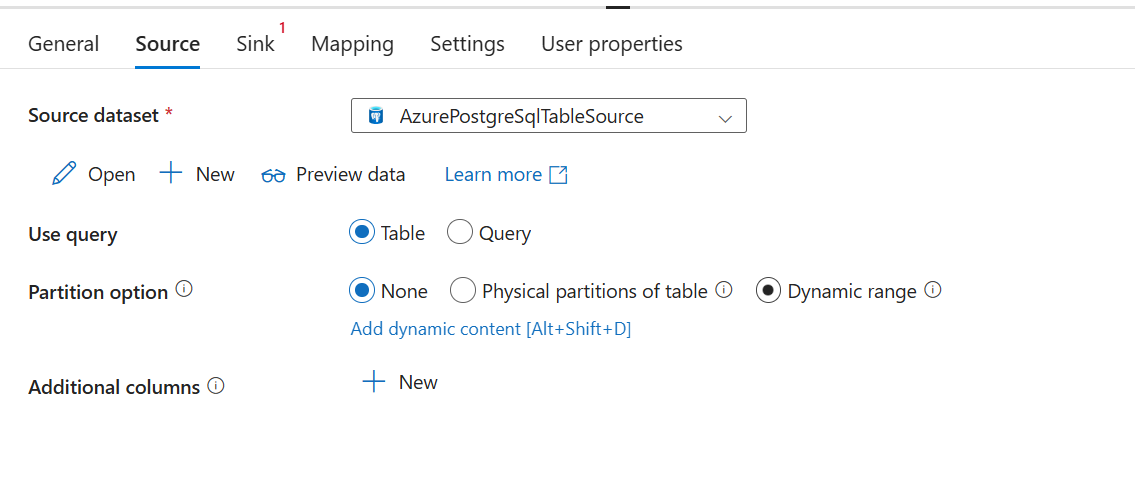 General Source Sink 1 Mapping Settings User properties
Source dataset * AzurePostgreSqlTableSource
Open New Preview data Learn more
Use query Table Query
Partition option None Physical partitions of table Dynamic range
Add dynamic content [Alt+Shift+D]
Additional columns New